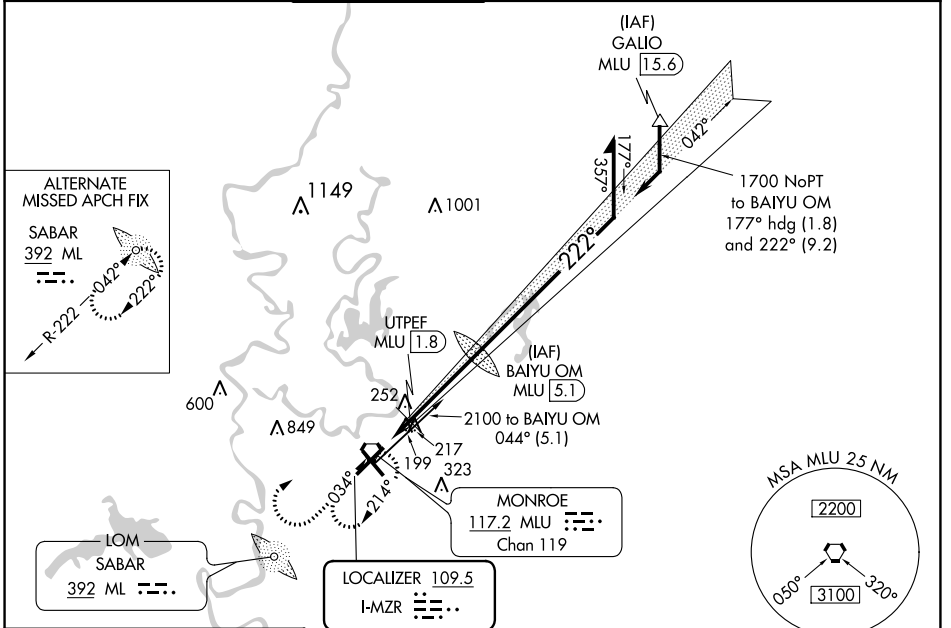 (IAF)
GALIO
MLU 15.6
042°
177°
357°
1700 NoPT
to BAIYU OM
177° hdg (1.8)
and 222° (9.2)
222°
1149
1001
ALTERNATE
MISSED APCH FIX
SABAR
392 ML
042°
222°
R-222
UTPEF
MLU 1.8
(IAF)
BAIYU OM
MLU 5.1
252
600
849
2100 to BAIYU OM
044° (5.1)
217
199
323
034°
214°
MONROE
117.2 MLU
Chan 119
LOM
SABAR
392 ML
LOCALIZER 109.5
I-MZR
MSA MLU 25 NM
2200
050°
320°
3100